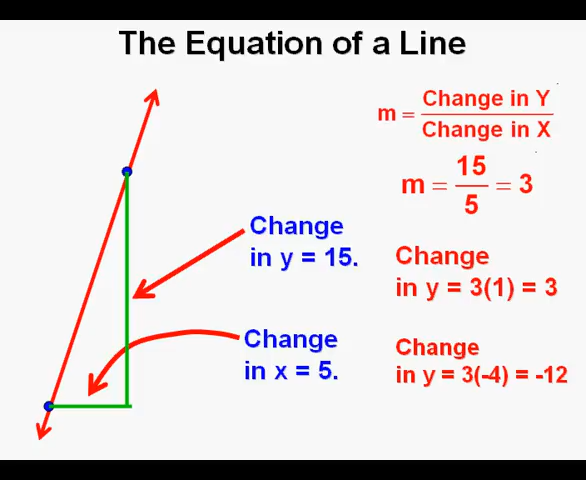 The Equation of a Line
m = Change in Y
Change in X
m = 15
5
= 3
Change
in y = 15.
Change
in y = 3(1) = 3
Change
in x = 5.
Change
in y = 3(-4) = -12